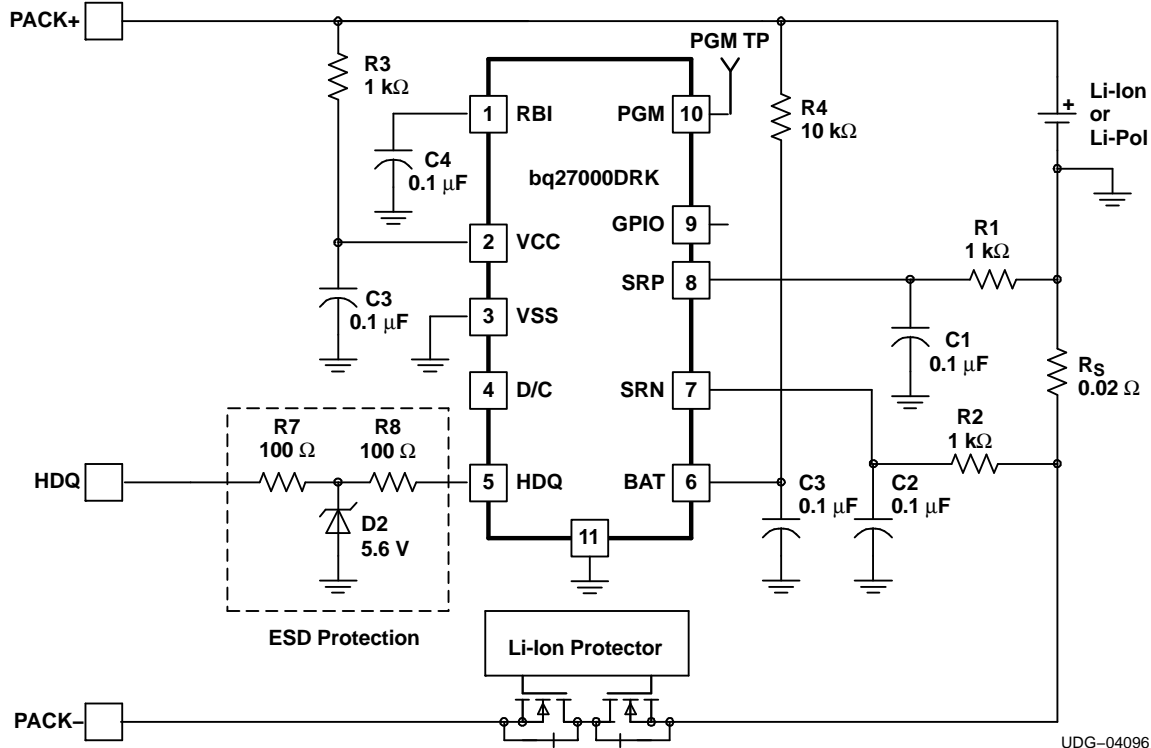 PACK+
PGM TP
R3
1 kΩ
1
RBI
PGM
10
R4
10 kΩ
+
Li-Ion
or
Li-Pol
C4
0.1 μF
bq27000DRK
GPIO
9
R1
1 kΩ
2
VCC
SRP
8
C3
0.1 μF
3
VSS
C1
0.1 μF
RS
0.02 Ω
4
D/C
SRN
7
R7
100 Ω
R8
100 Ω
R2
1 kΩ
HDQ
5
HDQ
BAT
6
C3
0.1 μF
C2
0.1 μF
D2
5.6 V
11
ESD Protection
Li-Ion Protector
PACK–
UDG–04096